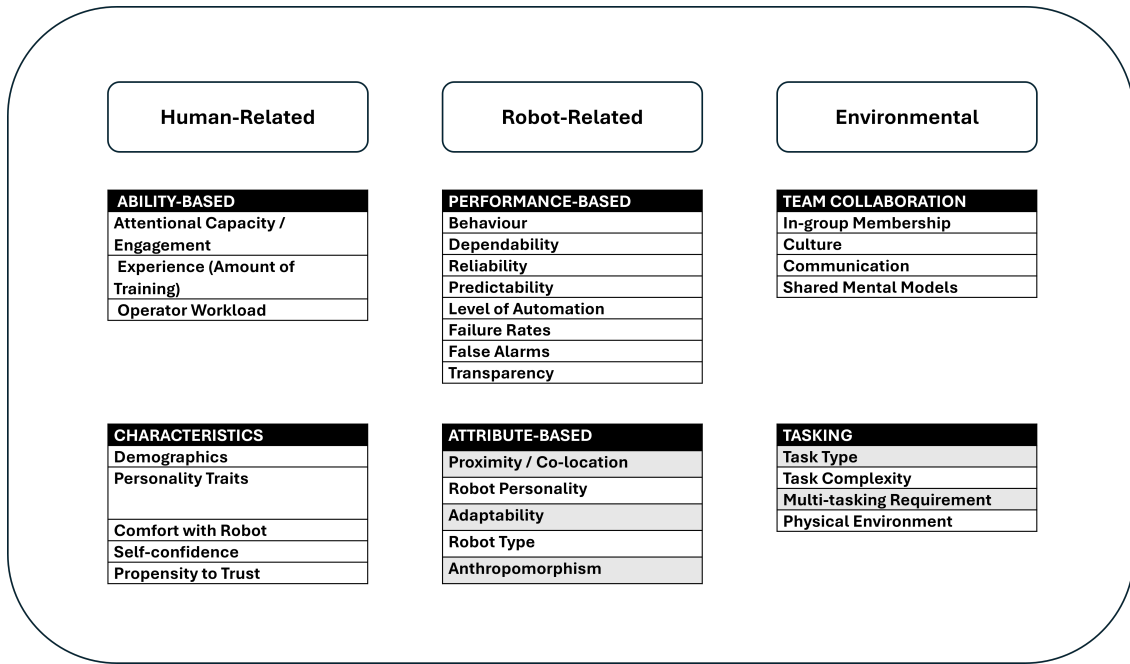 Human-Related
Robot-Related
Environmental
ABILITY-BASED
Attentional Capacity /
Engagement
Experience (Amount of
Training)
Operator Workload
PERFORMANCE-BASED
Behaviour
Dependability
Reliability
Predictability
Level of Automation
Failure Rates
False Alarms
Transparency
TEAM COLLABORATION
In-group Membership
Culture
Communication
Shared Mental Models
CHARACTERISTICS
Demographics
Personality Traits
Comfort with Robot
Self-confidence
Propensity to Trust
ATTRIBUTE-BASED
Proximity / Co-location
Robot Personality
Adaptability
Robot Type
Anthropomorphism
TASKING
Task Type
Task Complexity
Multi-tasking Requirement
Physical Environment